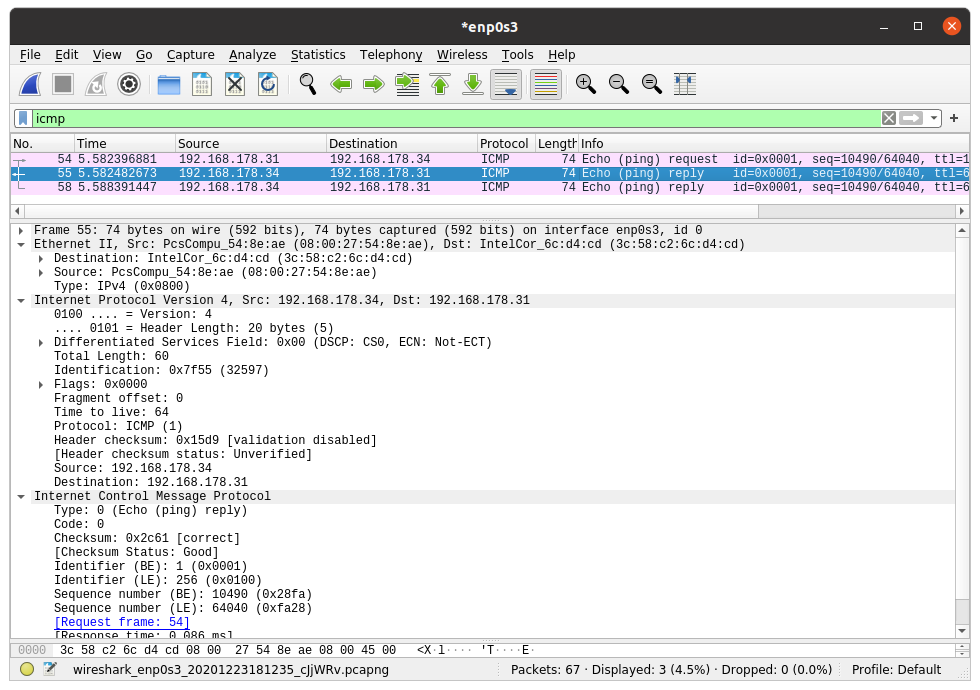 *enp0s3
File Edit View Go Capture Analyze Statistics Telephony Wireless Tools Help
icmp
No. Time Source Destination Protocol Length Info
54 5.582396881 192.168.178.31 192.168.178.34 ICMP 74 Echo (ping) request id=0x0001, seq=10490/64040, ttl=1
55 5.582482673 192.168.178.34 192.168.178.31 ICMP 74 Echo (ping) reply id=0x0001, seq=10490/64040, ttl=6
58 5.588391447 192.168.178.31 192.168.178.34 ICMP 74 Echo (ping) reply id=0x0001, seq=10490/64040, ttl=6
Frame 55: 74 bytes on wire (592 bits), 74 bytes captured (592 bits) on interface enp0s3, id 0
Ethernet II, Src: PcsCompu_54:8e:ae (08:00:27:54:8e:ae), Dst: IntelCor_6c:d4:cd (3c:58:c2:6c:d4:cd)
Destination: IntelCor_6c:d4:cd (3c:58:c2:6c:d4:cd)
Source: PcsCompu_54:8e:ae (08:00:27:54:8e:ae)
Type: IPv4 (0x0800)
Internet Protocol Version 4, Src: 192.168.178.34, Dst: 192.168.178.31
0100 .... = Version: 4
.... 0101 = Header Length: 20 bytes (5)
Differentiated Services Field: 0x00 (DSCP: CS0, ECN: Not-ECT)
Total Length: 60
Identification: 0x7f55 (32597)
Flags: 0x0000
Fragment offset: 0
Time to live: 64
Protocol: ICMP (1)
Header checksum: 0x15d9 [validation disabled]
[Header checksum status: Unverified]
Source: 192.168.178.34
Destination: 192.168.178.31
Internet Control Message Protocol
Type: 0 (Echo (ping) reply)
Code: 0
Checksum: 0x2c61 [correct]
[Checksum Status: Good]
Identifier (BE): 1 (0x0001)
Identifier (LE): 256 (0x0100)
Sequence number (BE): 10490 (0x28fa)
Sequence number (LE): 64040 (0xfa28)
[Request frame: 54]
[Response time: 0.086 ms]
0000 3c 58 c2 6c d4 cd 08 00 27 54 8e ae 08 00 45 00 <X·l···· 'T····E·
wireshark_enp0s3_20201223181235_cJjWRv.pcapng Packets: 67 · Displayed: 3 (4.5%) · Dropped: 0 (0.0%) Profile: Default